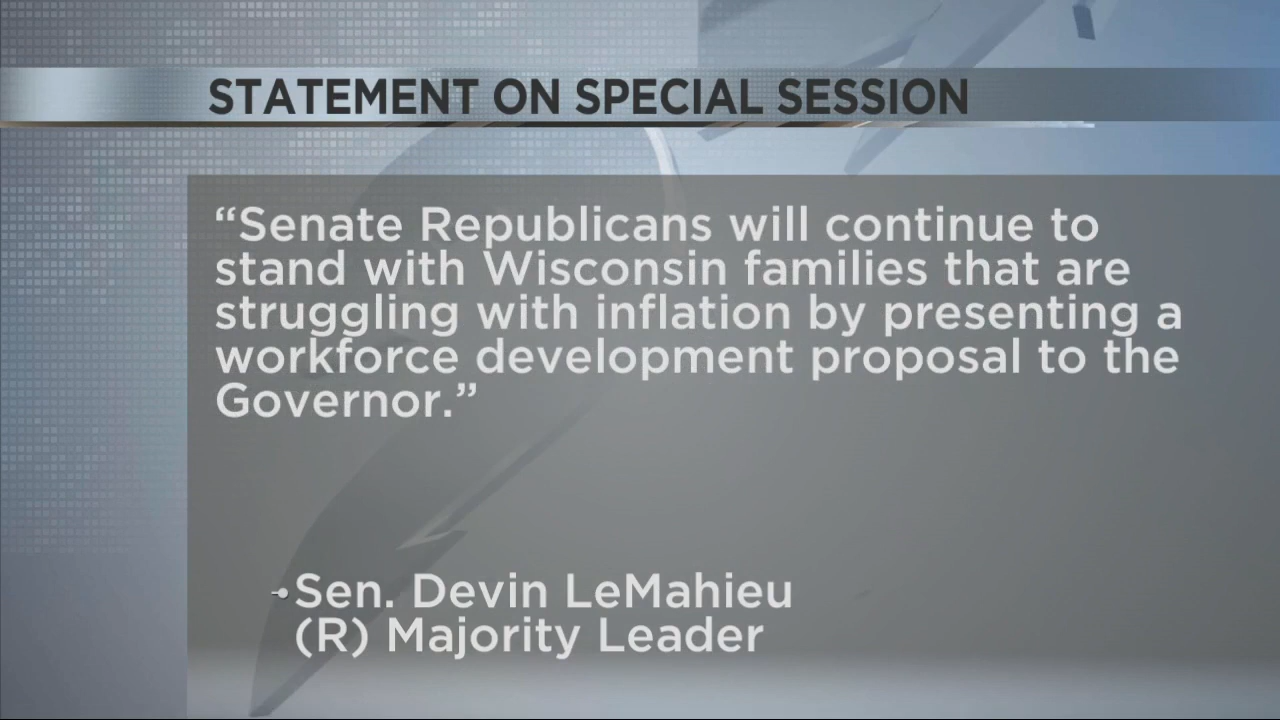 STATEMENT ON SPECIAL SESSION
“Senate Republicans will continue to
stand with Wisconsin families that are
struggling with inflation by presenting a
workforce development proposal to the
Governor.”
-Sen. Devin LeMahieu
(R) Majority Leader